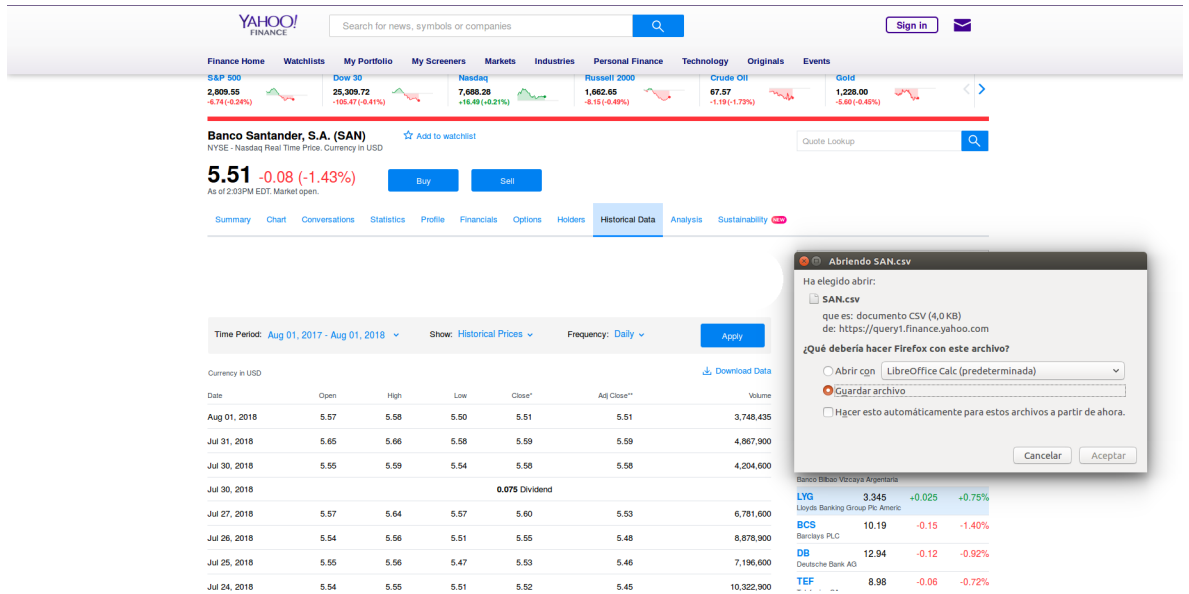 YAHOO!
FINANCE
Search for news, symbols or companies
Sign in
Finance Home Watchlists My Portfolio My Screeners Markets Industries Personal Finance Technology Originals Events
S&P 500 Dow 30 Nasdaq Russell 2000 Crude Oil Gold
2,809.55 25,309.72 7,688.28 1,662.65 67.57 1,228.00
-6.74 (-0.24%) -105.47 (-0.41%) +16.49 (+0.21%) -8.15 (-0.49%) -1.19 (-1.73%) -5.60 (-0.45%)
Banco Santander, S.A. (SAN) Add to watchlist
NYSE - Nasdaq Real Time Price. Currency in USD
Quote Lookup
5.51 -0.08 (-1.43%)
As of 2:03PM EDT. Market open.
Buy Sell
Summary Chart Conversations Statistics Profile Financials Options Holders Historical Data Analysis Sustainability NEW
Time Period: Aug 01, 2017 - Aug 01, 2018 Show: Historical Prices Frequency: Daily Apply
Currency in USD Download Data
Date Open High Low Close* Adj Close** Volume
Aug 01, 2018 5.57 5.58 5.50 5.51 5.51 3,748,435
Jul 31, 2018 5.65 5.66 5.58 5.59 5.59 4,867,900
Jul 30, 2018 5.55 5.59 5.54 5.58 5.58 4,204,600
Jul 30, 2018 0.075 Dividend
Jul 27, 2018 5.57 5.64 5.57 5.60 5.53 6,781,600
Jul 26, 2018 5.54 5.56 5.51 5.55 5.48 8,878,900
Jul 25, 2018 5.55 5.56 5.47 5.53 5.46 7,196,600
Jul 24, 2018 5.54 5.55 5.51 5.52 5.45 10,322,900
Abriendo SAN.csv
Ha elegido abrir:
SAN.csv
que es: documento CSV (4,0 KB)
de: https://query1.finance.yahoo.com
¿Qué debería hacer Firefox con este archivo?
Abrir con LibreOffice Calc (predeterminada)
Guardar archivo
Hacer esto automáticamente para estos archivos a partir de ahora.
Cancelar Aceptar
Banco Bilbao Vizcaya Argentaria
LYG 3.345 +0.025 +0.75%
Lloyds Banking Group Plc Americ
BCS 10.19 -0.15 -1.40%
Barclays PLC
DB 12.94 -0.12 -0.92%
Deutsche Bank AG
TEF 8.98 -0.06 -0.72%